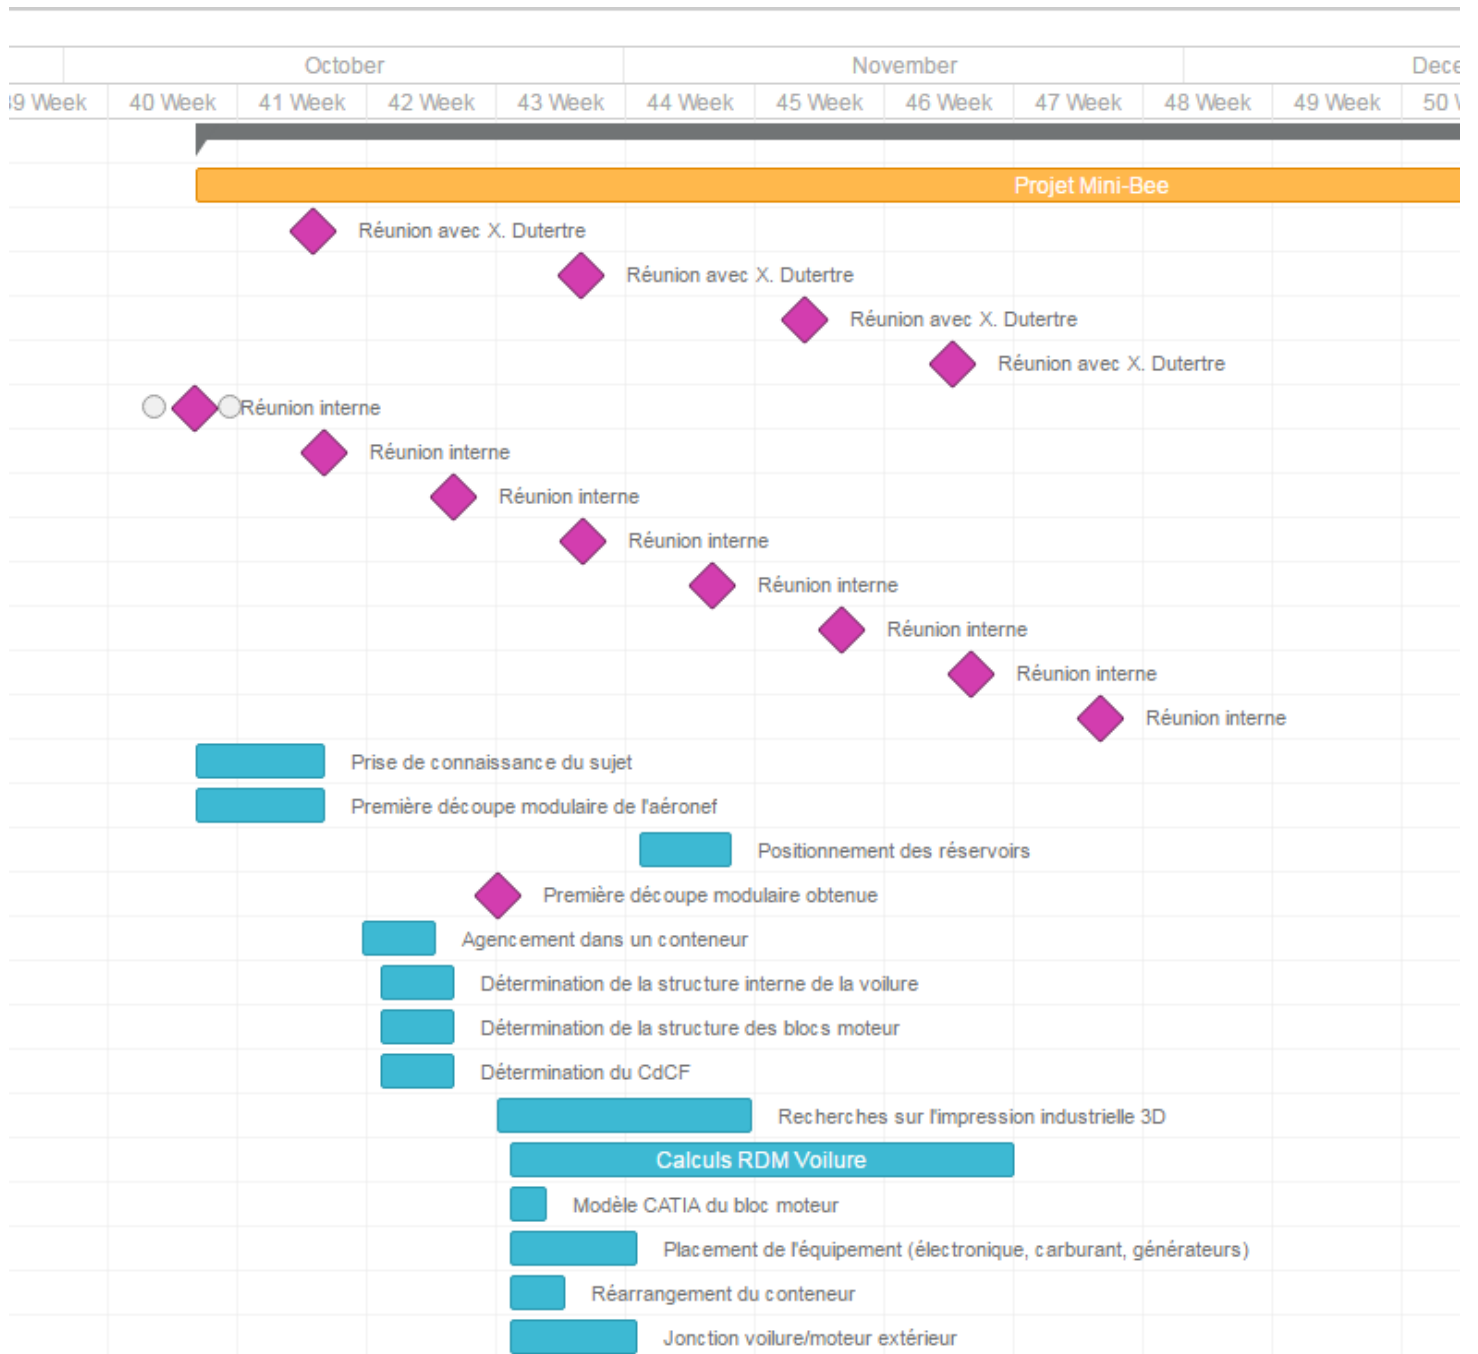 October November Dece
39 Week 40 Week 41 Week 42 Week 43 Week 44 Week 45 Week 46 Week 47 Week 48 Week 49 Week 50
Projet Mini-Bee
Réunion avec X. Dutertre
Réunion avec X. Dutertre
Réunion avec X. Dutertre
Réunion avec X. Dutertre
Réunion interne
Réunion interne
Réunion interne
Réunion interne
Réunion interne
Réunion interne
Réunion interne
Réunion interne
Prise de connaissance du sujet
Première découpe modulaire de l'aéronef
Positionnement des réservoirs
Première découpe modulaire obtenue
Agencement dans un conteneur
Détermination de la structure interne de la voilure
Détermination de la structure des blocs moteur
Détermination du CdCF
Recherches sur l'impression industrielle 3D
Calculs RDM Voilure
Modèle CATIA du bloc moteur
Placement de l'équipement (électronique, carburant, générateurs)
Réarrangement du conteneur
Jonction voilure/moteur extérieur